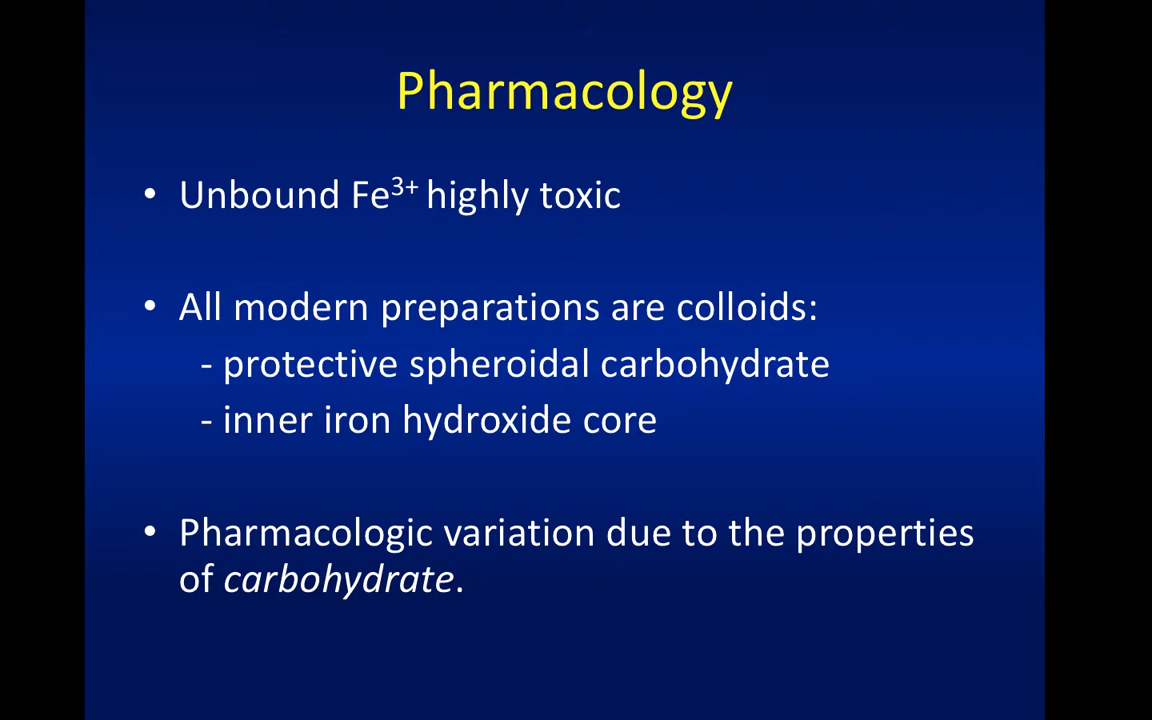 Pharmacology
• Unbound Fe³⁺ highly toxic
• All modern preparations are colloids:
- protective spheroidal carbohydrate
- inner iron hydroxide core
• Pharmacologic variation due to the properties
of carbohydrate.